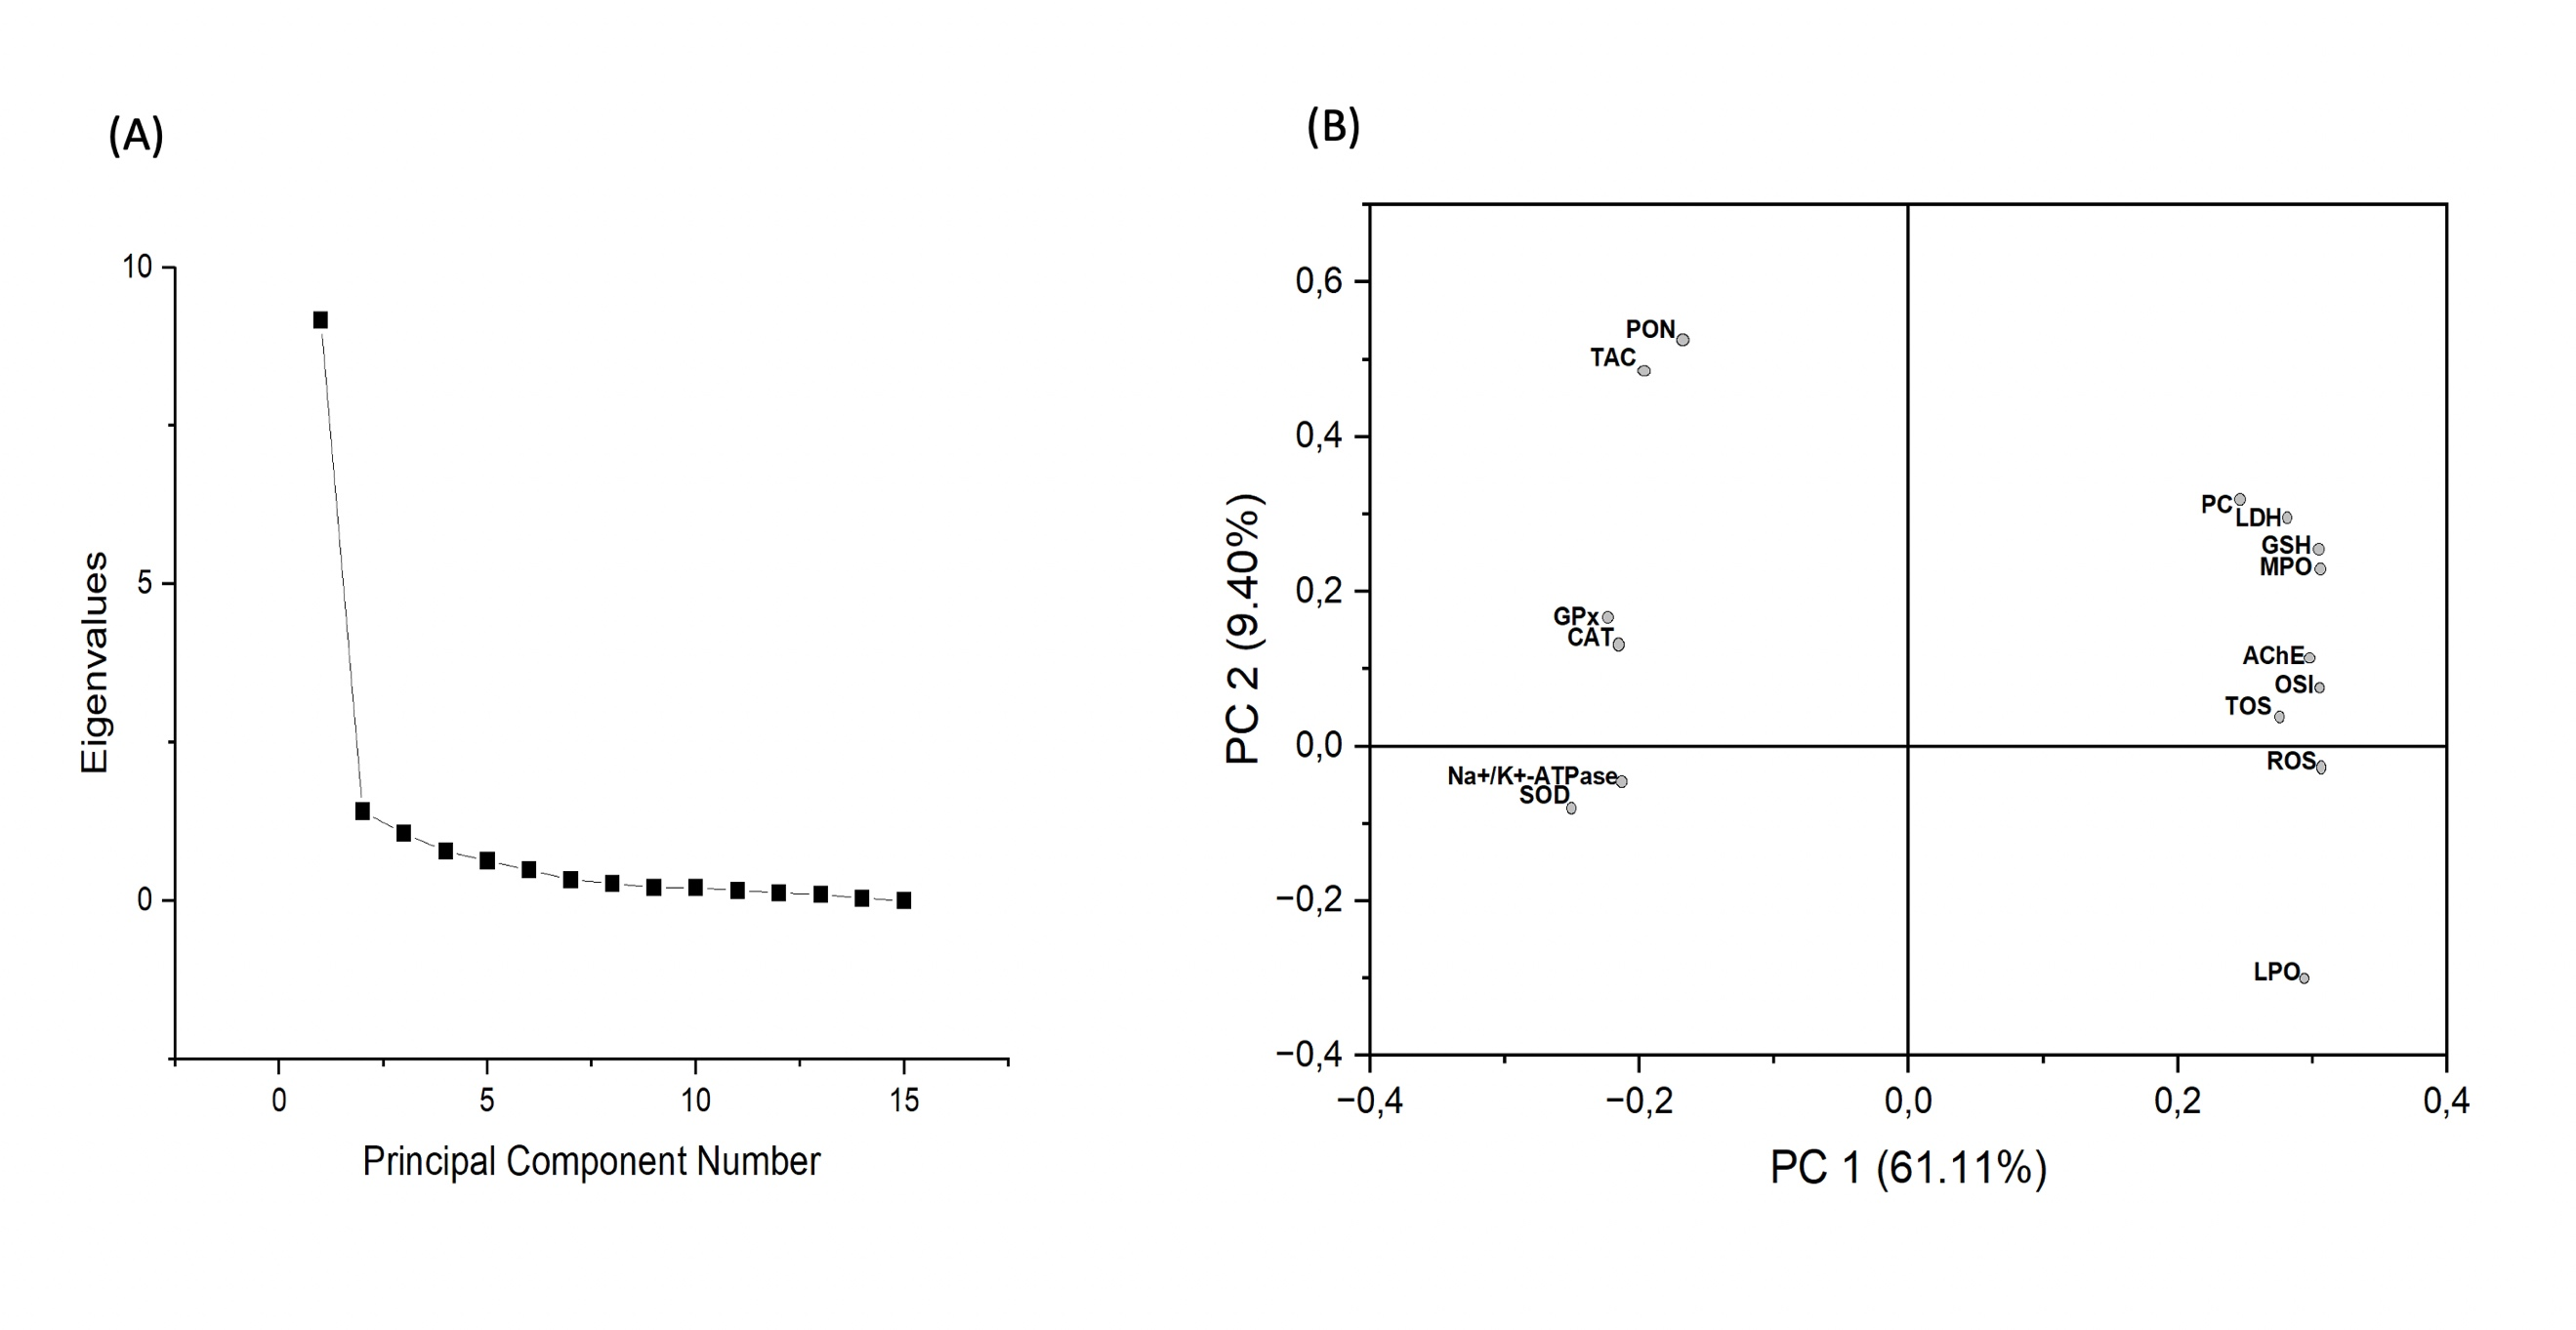 (A)
10
5
0
Eigenvalues
0 5 10 15
Principal Component Number
(B)
0,6
0,4
0,2
0,0
−0,2
−0,4
PC 2 (9.40%)
PON
TAC
PC
LDH
GSH
MPO
GPx
CAT
AChE
OSI
TOS
ROS
Na+/K+-ATPase
SOD
LPO
−0,4 −0,2 0,0 0,2 0,4
PC 1 (61.11%)